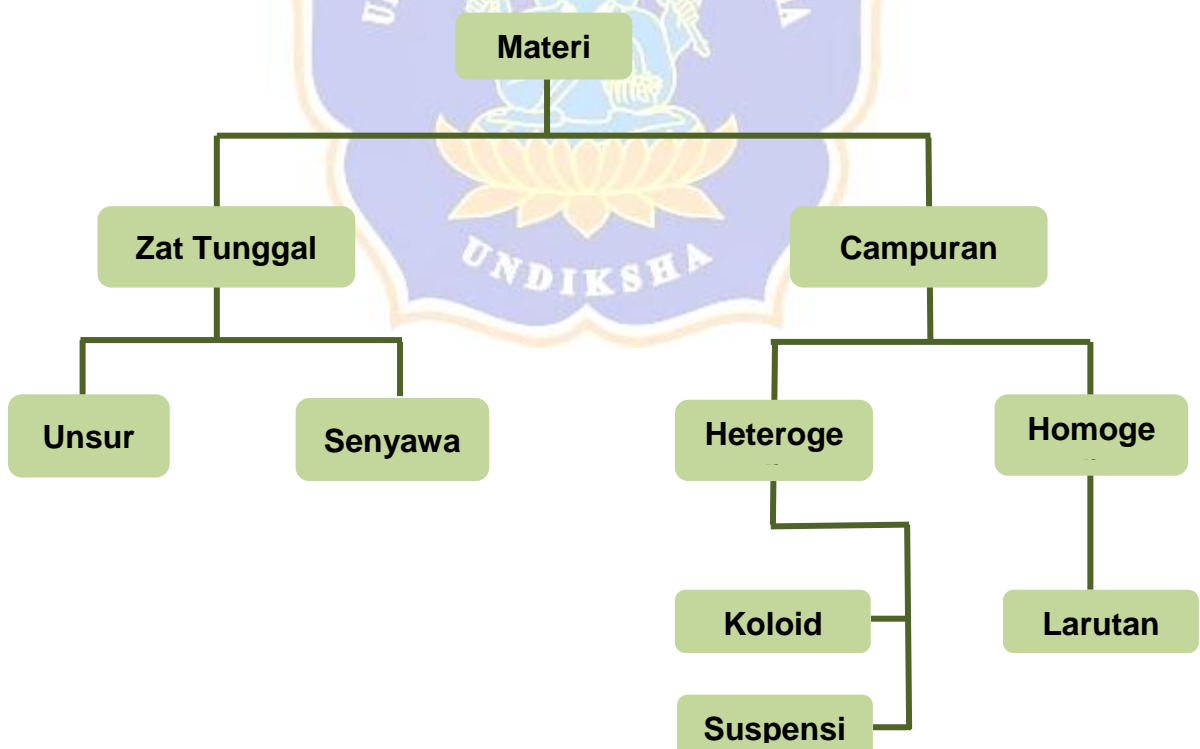 Materi
Zat Tunggal
Campuran
UNDIKSHA
Unsur
Senyawa
Heteroge
Homoge
Koloid
Larutan
Suspensi